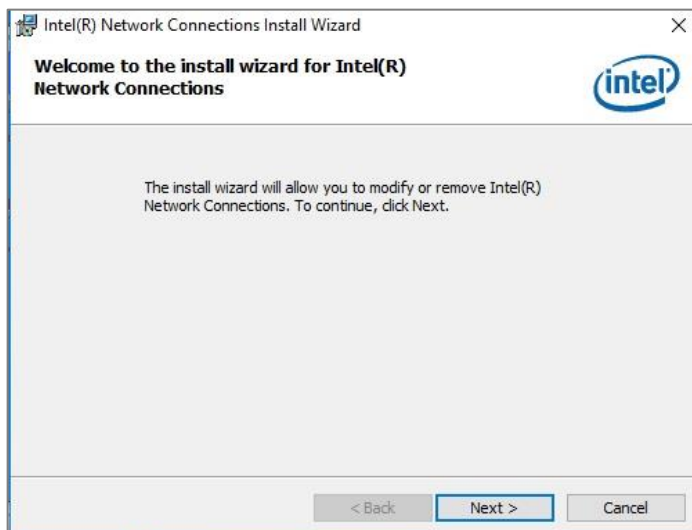 Intel(R) Network Connections Install Wizard
Welcome to the install wizard for Intel(R)
Network Connections
intel
The install wizard will allow you to modify or remove Intel(R)
Network Connections. To continue, click Next.
< Back
Next >
Cancel